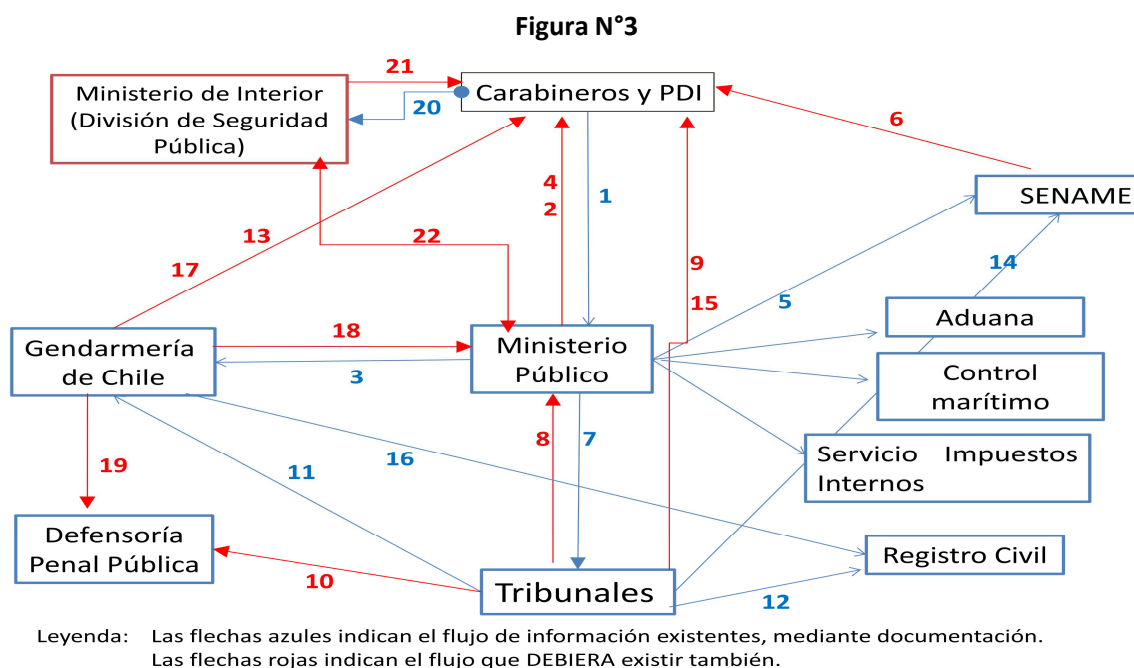 Figura N°3
21
Ministerio de Interior
(División de Seguridad
Pública)
20
Carabineros y PDI
6
4
2
1
SENAME
13
22
17
9
15
14
5
Aduana
18
Gendarmería
de Chile
3
Ministerio
Público
Control
marítimo
8
7
19
11
16
Servicio Impuestos
Internos
Defensoría
Penal Pública
10
Tribunales
12
Registro Civil
Leyenda: Las flechas azules indican el flujo de información existentes, mediante documentación.
Las flechas rojas indican el flujo que DEBIERA existir también.